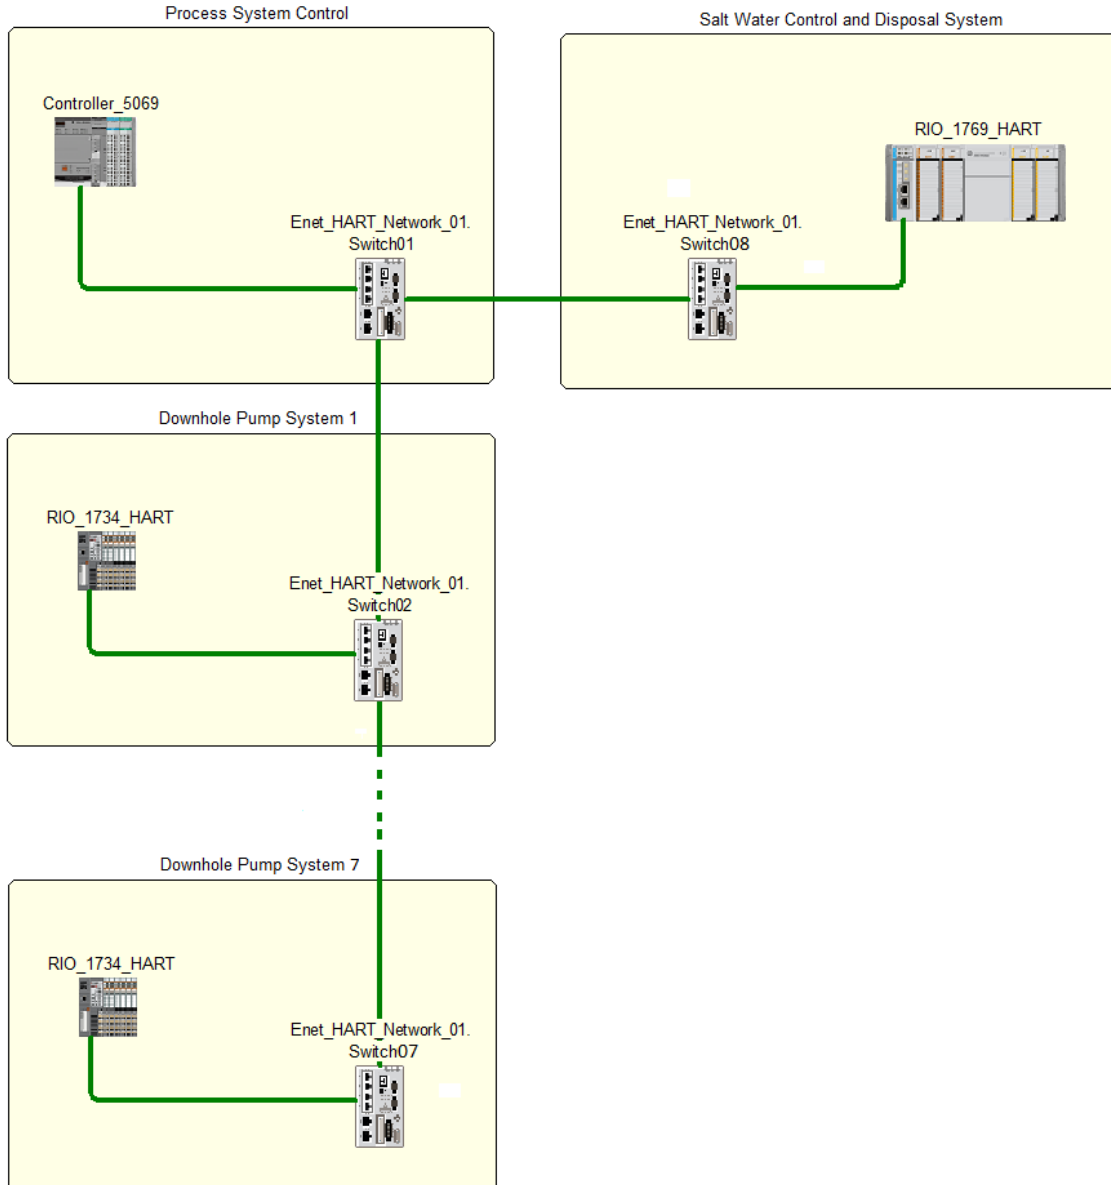 Process System Control
Salt Water Control and Disposal System
Controller_5069
RIO_1769_HART
Enet_HART_Network_01.
Switch01
Enet_HART_Network_01.
Switch08
Downhole Pump System 1
RIO_1734_HART
Enet_HART_Network_01.
Switch02
Downhole Pump System 7
RIO_1734_HART
Enet_HART_Network_01.
Switch07